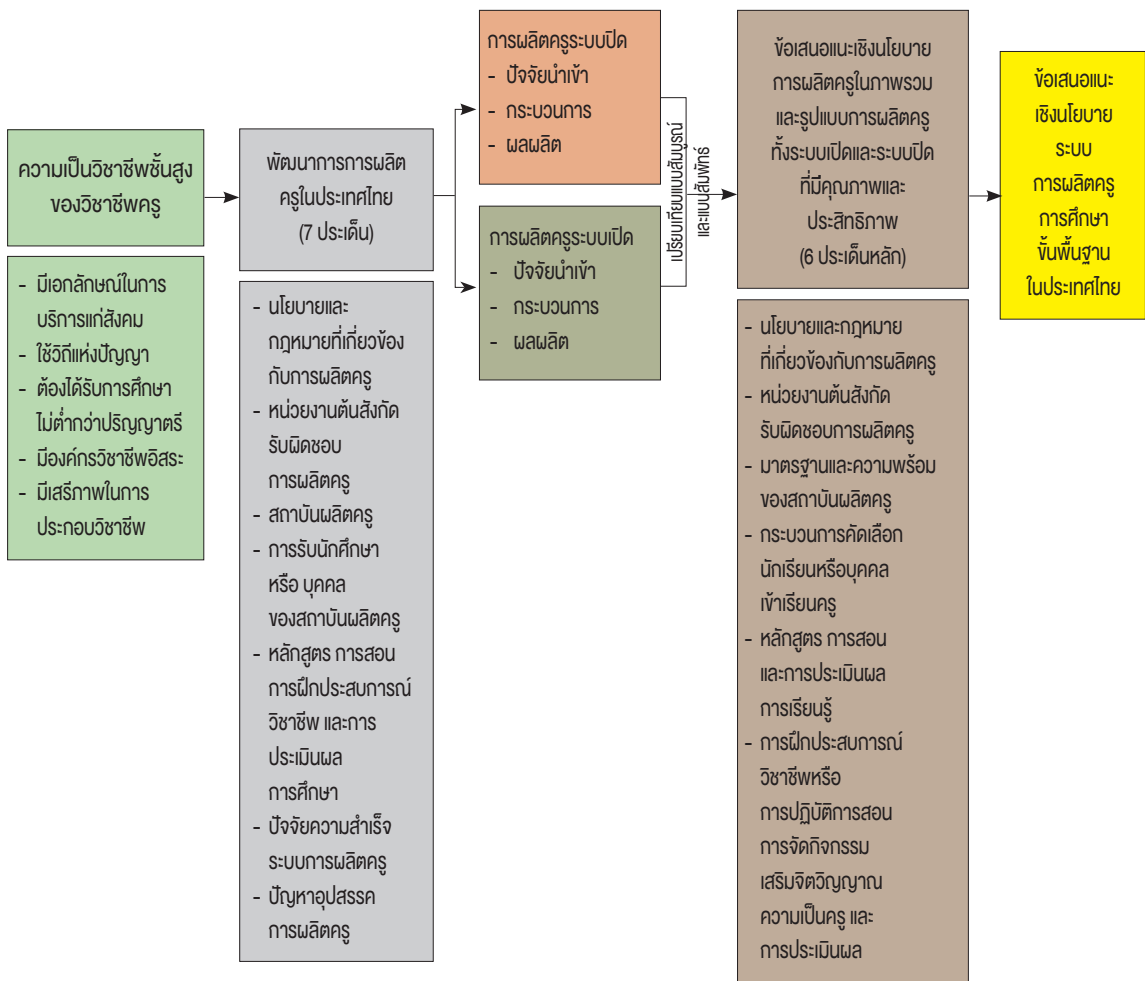 ความเป็นวิชาชีพชั้นสูง
ของวิชาชีพครู
- มีเอกลักษณ์ในการ
บริการแก่สังคม
- ใช้วิถีแห่งปัญญา
- ต้องได้รับการศึกษา
ไม่ต่ำกว่าปริญญาตรี
- มีองค์กรวิชาชีพอิสระ
- มีเสรีภาพในการ
ประกอบวิชาชีพ
พัฒนาการการผลิต
ครูในประเทศไทย
(7 ประเด็น)
- นโยบายและ
กฎหมายที่เกี่ยวข้อง
กับการผลิตครู
- หน่วยงานต้นสังกัด
รับผิดชอบ
การผลิตครู
- สถาบันผลิตครู
- การรับนักศึกษา
หรือ บุคคล
ของสถาบันผลิตครู
- หลักสูตร การสอน
การฝึกประสบการณ์
วิชาชีพ และการ
ประเมินผล
การศึกษา
- ปัจจัยความสำเร็จ
ระบบการผลิตครู
- ปัญหาอุปสรรค
การผลิตครู
การผลิตครูระบบปิด
- ปัจจัยนำเข้า
- กระบวนการ
- ผลผลิต
การผลิตครูระบบเปิด
- ปัจจัยนำเข้า
- กระบวนการ
- ผลผลิต
เปรียบเทียบแบบสัมบูรณ์
และแบบสัมพัทธ์
ข้อเสนอแนะเชิงนโยบาย
การผลิตครูในภาพรวม
และรูปแบบการผลิตครู
ทั้งระบบเปิดและระบบปิด
ที่มีคุณภาพและ
ประสิทธิภาพ
(6 ประเด็นหลัก)
- นโยบายและกฎหมาย
ที่เกี่ยวข้องกับการผลิตครู
- หน่วยงานต้นสังกัด
รับผิดชอบการผลิตครู
- มาตรฐานและความพร้อม
ของสถาบันผลิตครู
- กระบวนการคัดเลือก
นักเรียนหรือบุคคล
เข้าเรียนครู
- หลักสูตร การสอน
และการประเมินผล
การเรียนรู้
- การฝึกประสบการณ์
วิชาชีพหรือ
การปฏิบัติการสอน
การจัดกิจกรรม
เสริมจิตวิญญาณ
ความเป็นครู และ
การประเมินผล
ข้อเสนอแนะ
เชิงนโยบาย
ระบบ
การผลิตครู
การศึกษา
ขั้นพื้นฐาน
ในประเทศไทย